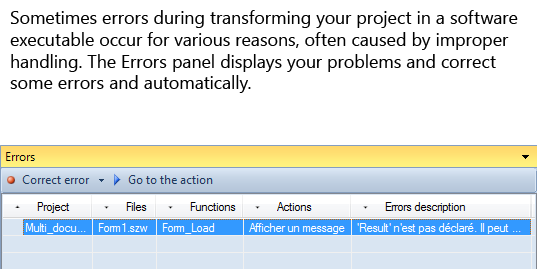 Sometimes errors during transforming your project in a software
executable occur for various reasons, often caused by improper
handling. The Errors panel displays your problems and correct
some errors and automatically.
Errors
Correct error Go to the action
Project Files Functions Actions Errors description
Multi_docu... Form1.szw Form_Load Afficher un message 'Result' n'est pas déclaré. Il peut ...